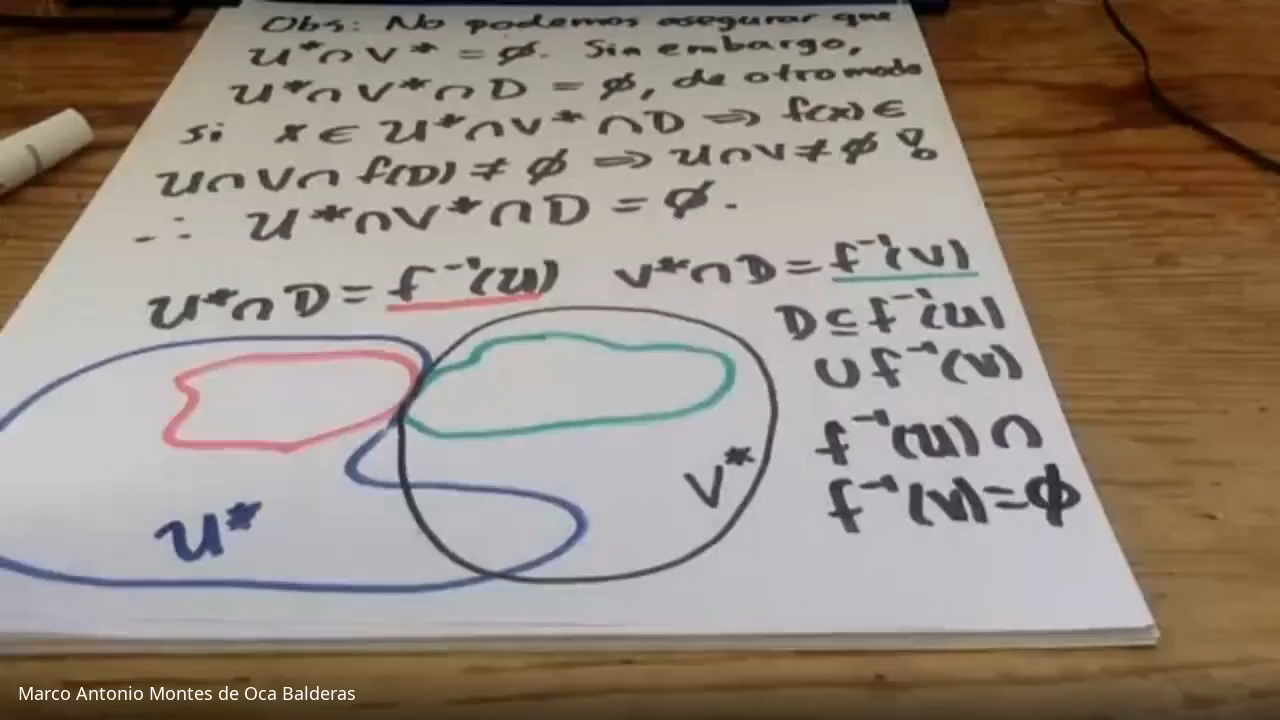 Obs: No podemos asegurar que
U*∩V* = ∅. Sin embargo,
U*∩V*∩D = ∅, de otro modo
si x ∈ U*∩V*∩D ⇒ f(x) ∈
U∩V∩f(D) ≠ ∅ ⇒ U∩V≠∅ !
∴ U*∩V*∩D = ∅.
U*∩D = f⁻¹(U) V*∩D = f⁻¹(V)
D ⊆ f⁻¹(U)
∪ f⁻¹(V)
f⁻¹(U) ∩
f⁻¹(V) = ∅
V*
U*
Marco Antonio Montes de Oca Balderas